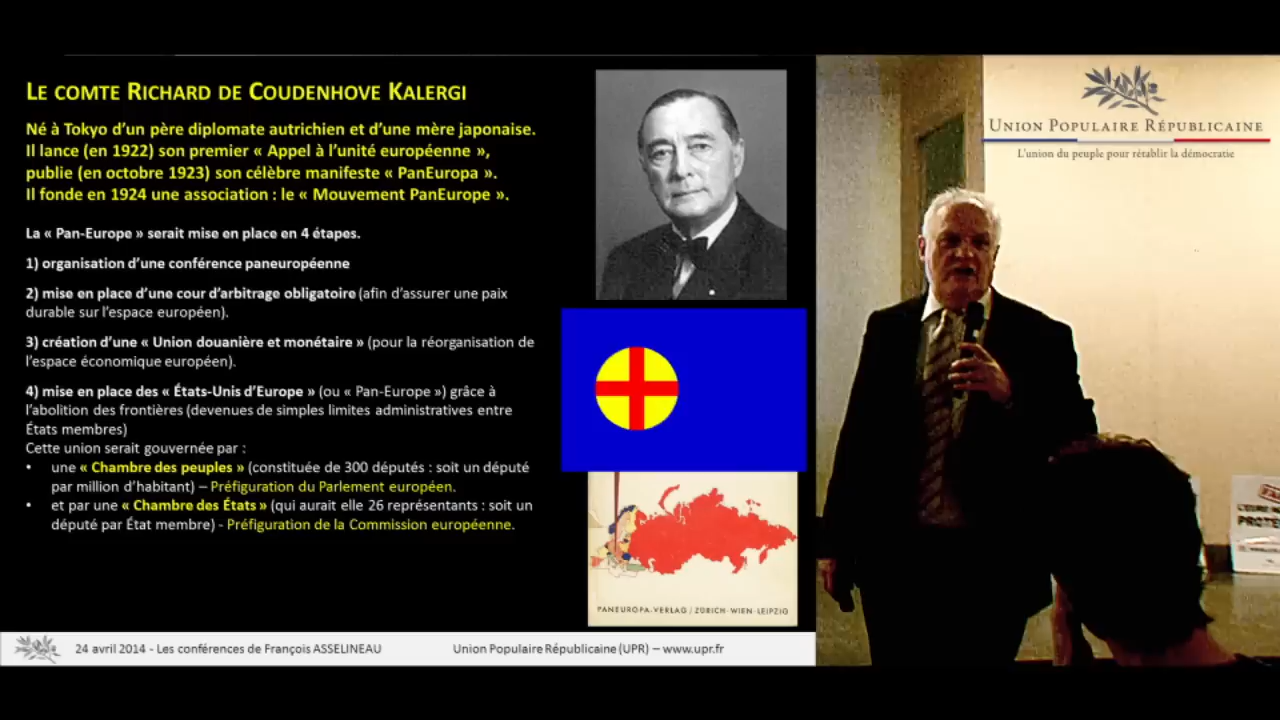 LE COMTE RICHARD DE COUDENHOVE KALERGI
Né à Tokyo d'un père diplomate autrichien et d'une mère japonaise.
Il lance (en 1922) son premier « Appel à l'unité européenne »,
publie (en octobre 1923) son célèbre manifeste « PanEuropa ».
Il fonde en 1924 une association : le « Mouvement PanEurope ».
La « Pan-Europe » serait mise en place en 4 étapes.
1) organisation d'une conférence paneuropéenne
2) mise en place d'une cour d'arbitrage obligatoire (afin d'assurer une paix
durable sur l'espace européen).
3) création d'une « Union douanière et monétaire » (pour la réorganisation de
l'espace économique européen).
4) mise en place des « États-Unis d'Europe » (ou « Pan-Europe ») grâce à
l'abolition des frontières (devenues de simples limites administratives entre
États membres)
Cette union serait gouvernée par :
• une « Chambre des peuples » (constituée de 300 députés : soit un député
par million d'habitant) – Préfiguration du Parlement européen.
• et par une « Chambre des États » (qui aurait elle 26 représentants : soit un
député par État membre) - Préfiguration de la Commission européenne.
PANEUROPA-VERLAG / ZÜRICH-WIEN-LEIPZIG
24 avril 2014 - Les conférences de François ASSELINEAU
Union Populaire Républicaine (UPR) – www.upr.fr
UNION POPULAIRE RÉPUBLICAINE
L'union du peuple pour rétablir la démocratie